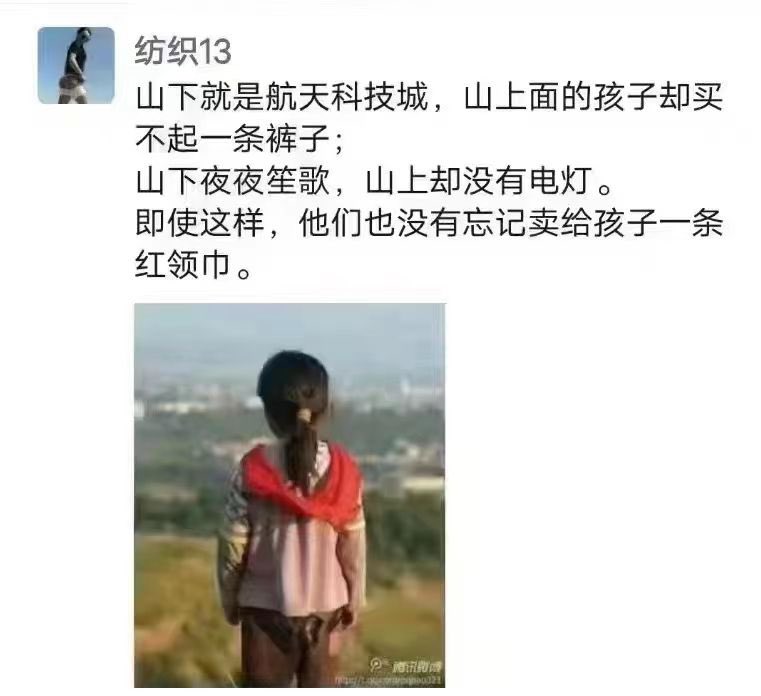 纺织13
山下就是航天科技城，山上面的孩子却买
不起一条裤子；
山下夜夜笙歌，山上却没有电灯。
即使这样，他们也没有忘记卖给孩子一条
红领巾。
腾讯微博